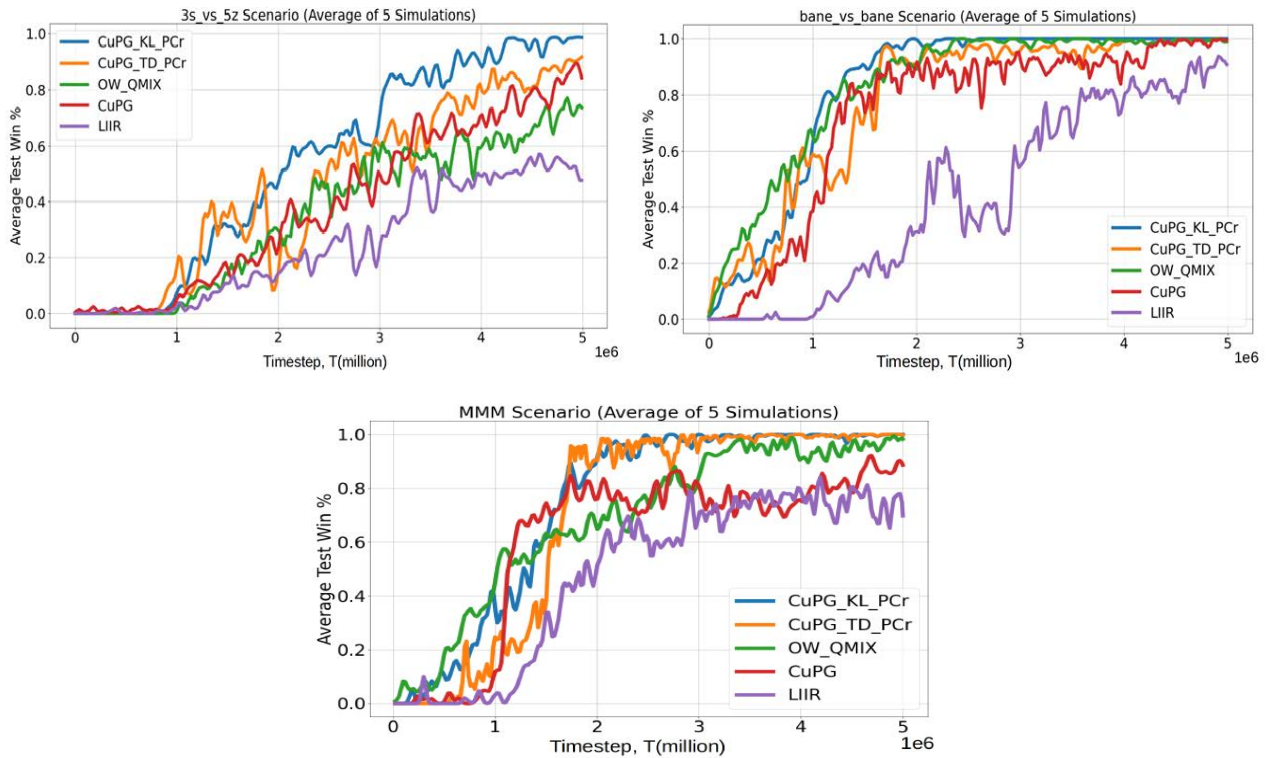 3s_vs_5z Scenario (Average of 5 Simulations)
Average Test Win %
1.0
0.8
0.6
0.4
0.2
0.0
CuPG_KL_PCr
CuPG_TD_PCr
OW_QMIX
CuPG
LIIR
0 1 2 3 4 5
1e6
Timestep, T(million)
bane_vs_bane Scenario (Average of 5 Simulations)
Average Test Win %
1.0
0.8
0.6
0.4
0.2
0.0
CuPG_KL_PCr
CuPG_TD_PCr
OW_QMIX
CuPG
LIIR
0 1 2 3 4 5
1e6
Timestep, T(million)
MMM Scenario (Average of 5 Simulations)
Average Test Win %
1.0
0.8
0.6
0.4
0.2
0.0
CuPG_KL_PCr
CuPG_TD_PCr
OW_QMIX
CuPG
LIIR
0 1 2 3 4 5
1e6
Timestep, T(million)